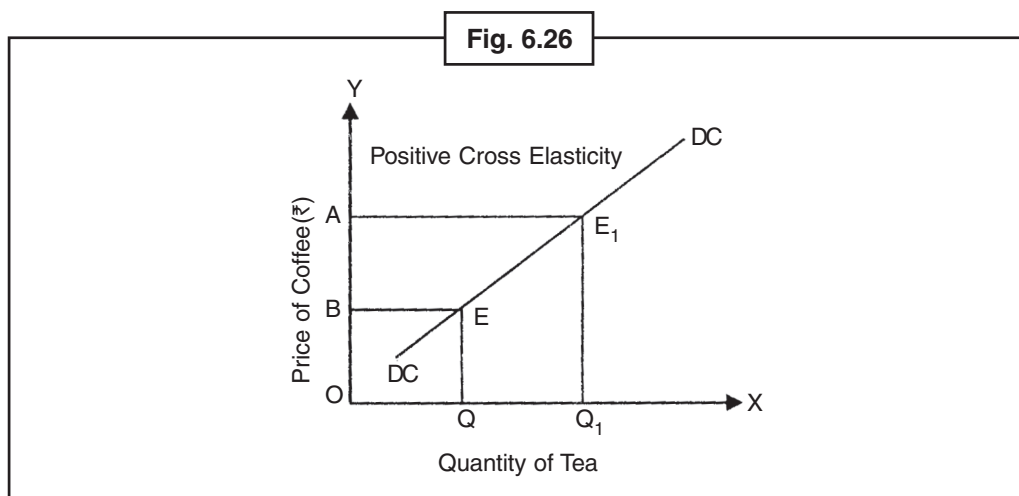 Fig. 6.26
Y
DC
Positive Cross Elasticity
Price of Coffee(₹)
A
E1
B
E
DC
O
X
Q
Q1
Quantity of Tea